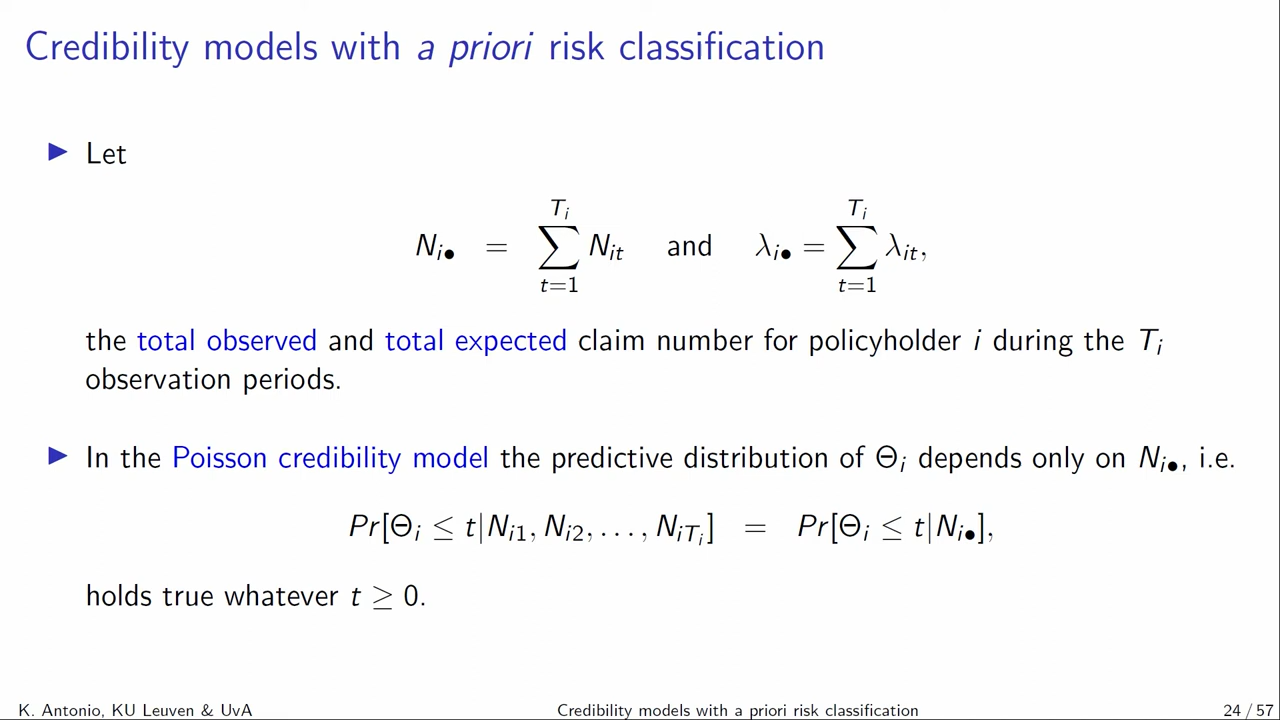 Credibility models with a priori risk classification
▶ Let
N_{i•} = \sum_{t=1}^{T_i} N_{it} and λ_{i•} = \sum_{t=1}^{T_i} λ_{it},
the total observed and total expected claim number for policyholder i during the T_i
observation periods.
▶ In the Poisson credibility model the predictive distribution of Θ_i depends only on N_{i•}, i.e.
Pr[Θ_i ≤ t|N_{i1}, N_{i2}, . . . , N_{iT_i}] = Pr[Θ_i ≤ t|N_{i•}],
holds true whatever t ≥ 0.
K. Antonio, KU Leuven & UvA Credibility models with a priori risk classification 24 / 57